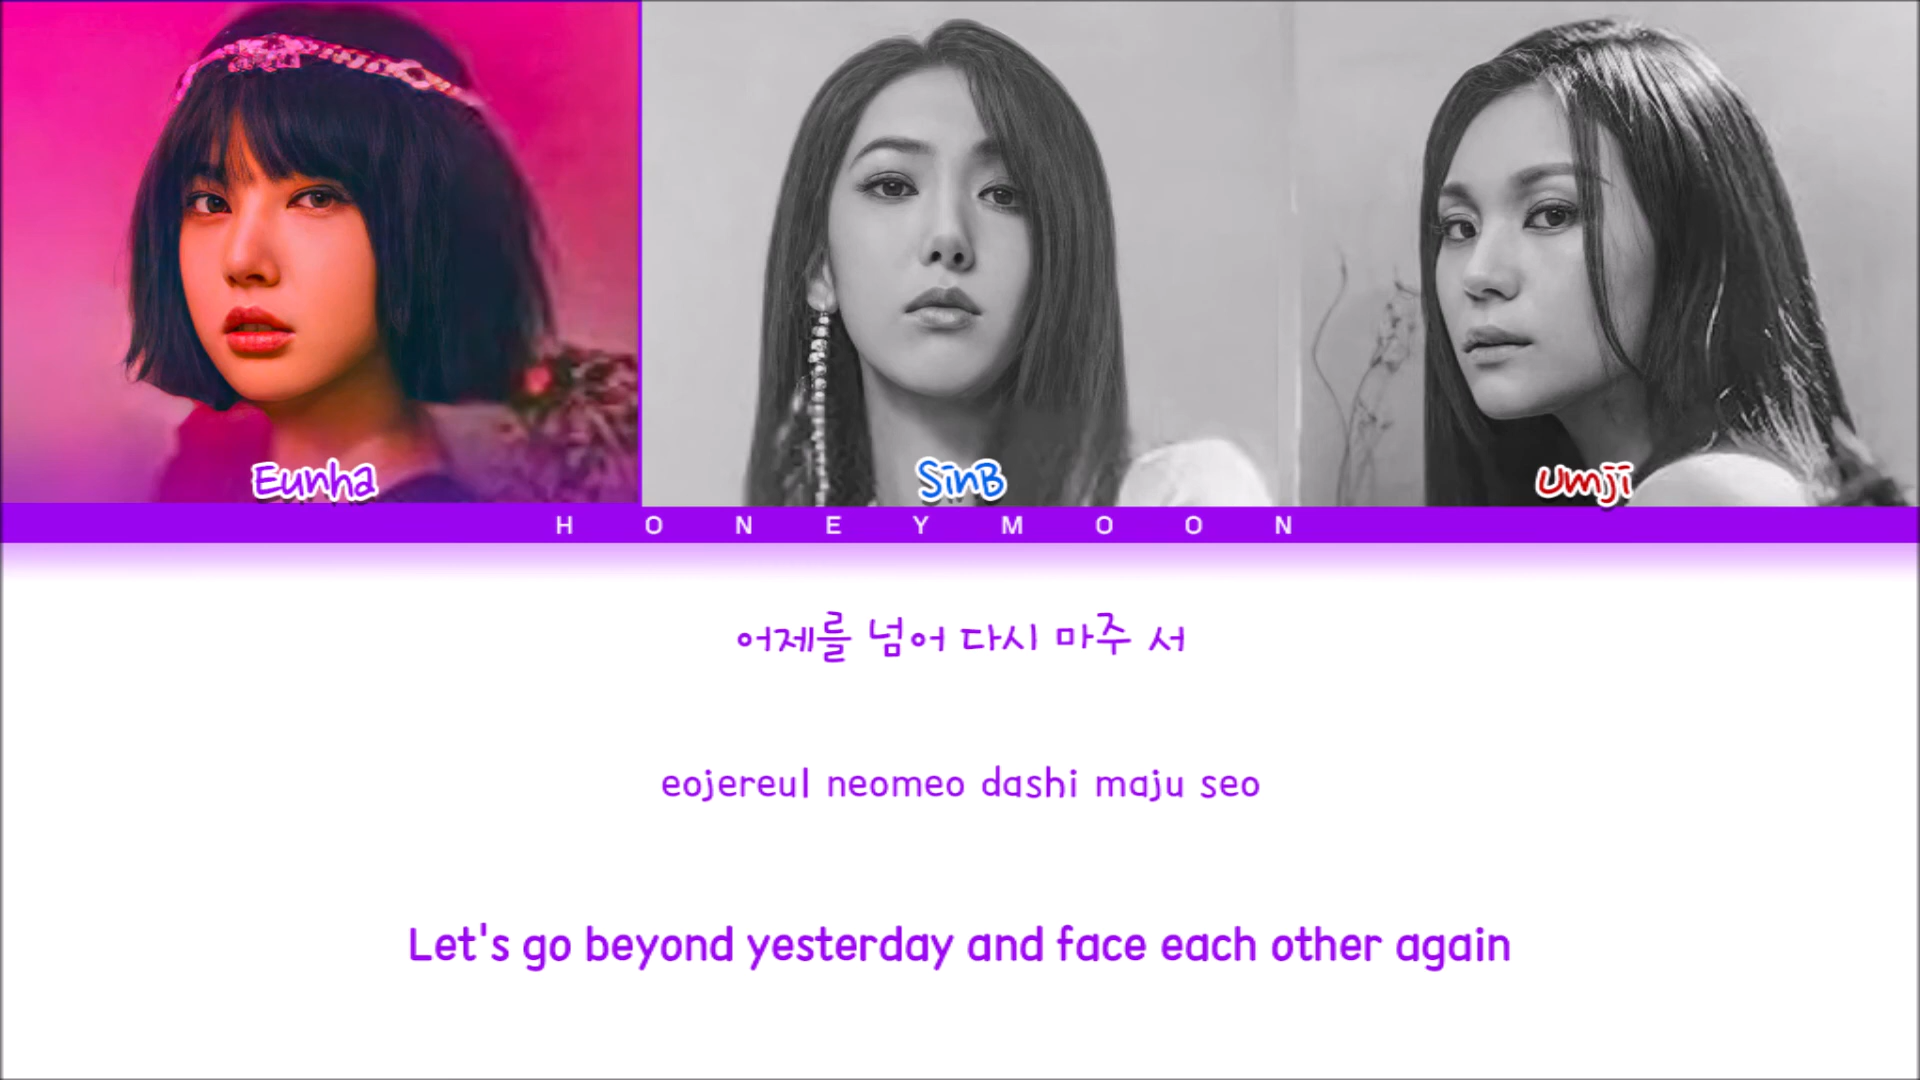 Eunha
SinB
Umji
HONEYMOON
어제를 넘어 다시 마주 서
eojereul neomeo dashi maju seo
Let's go beyond yesterday and face each other again